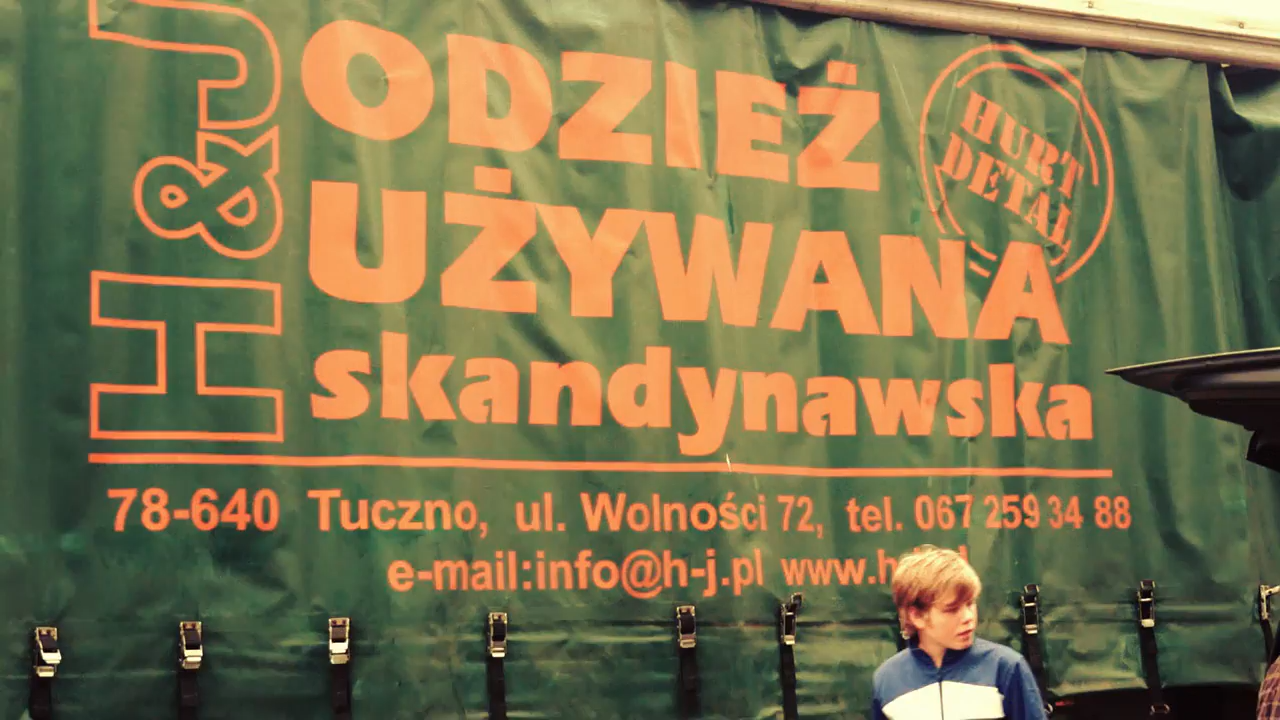 H&J
ODZIEŻ
UŻYWANA
skandynawska
HURT
DETAL
78-640 Tuczno, ul. Wolności 72, tel. 067 259 34 88
e-mail:info@h-j.pl